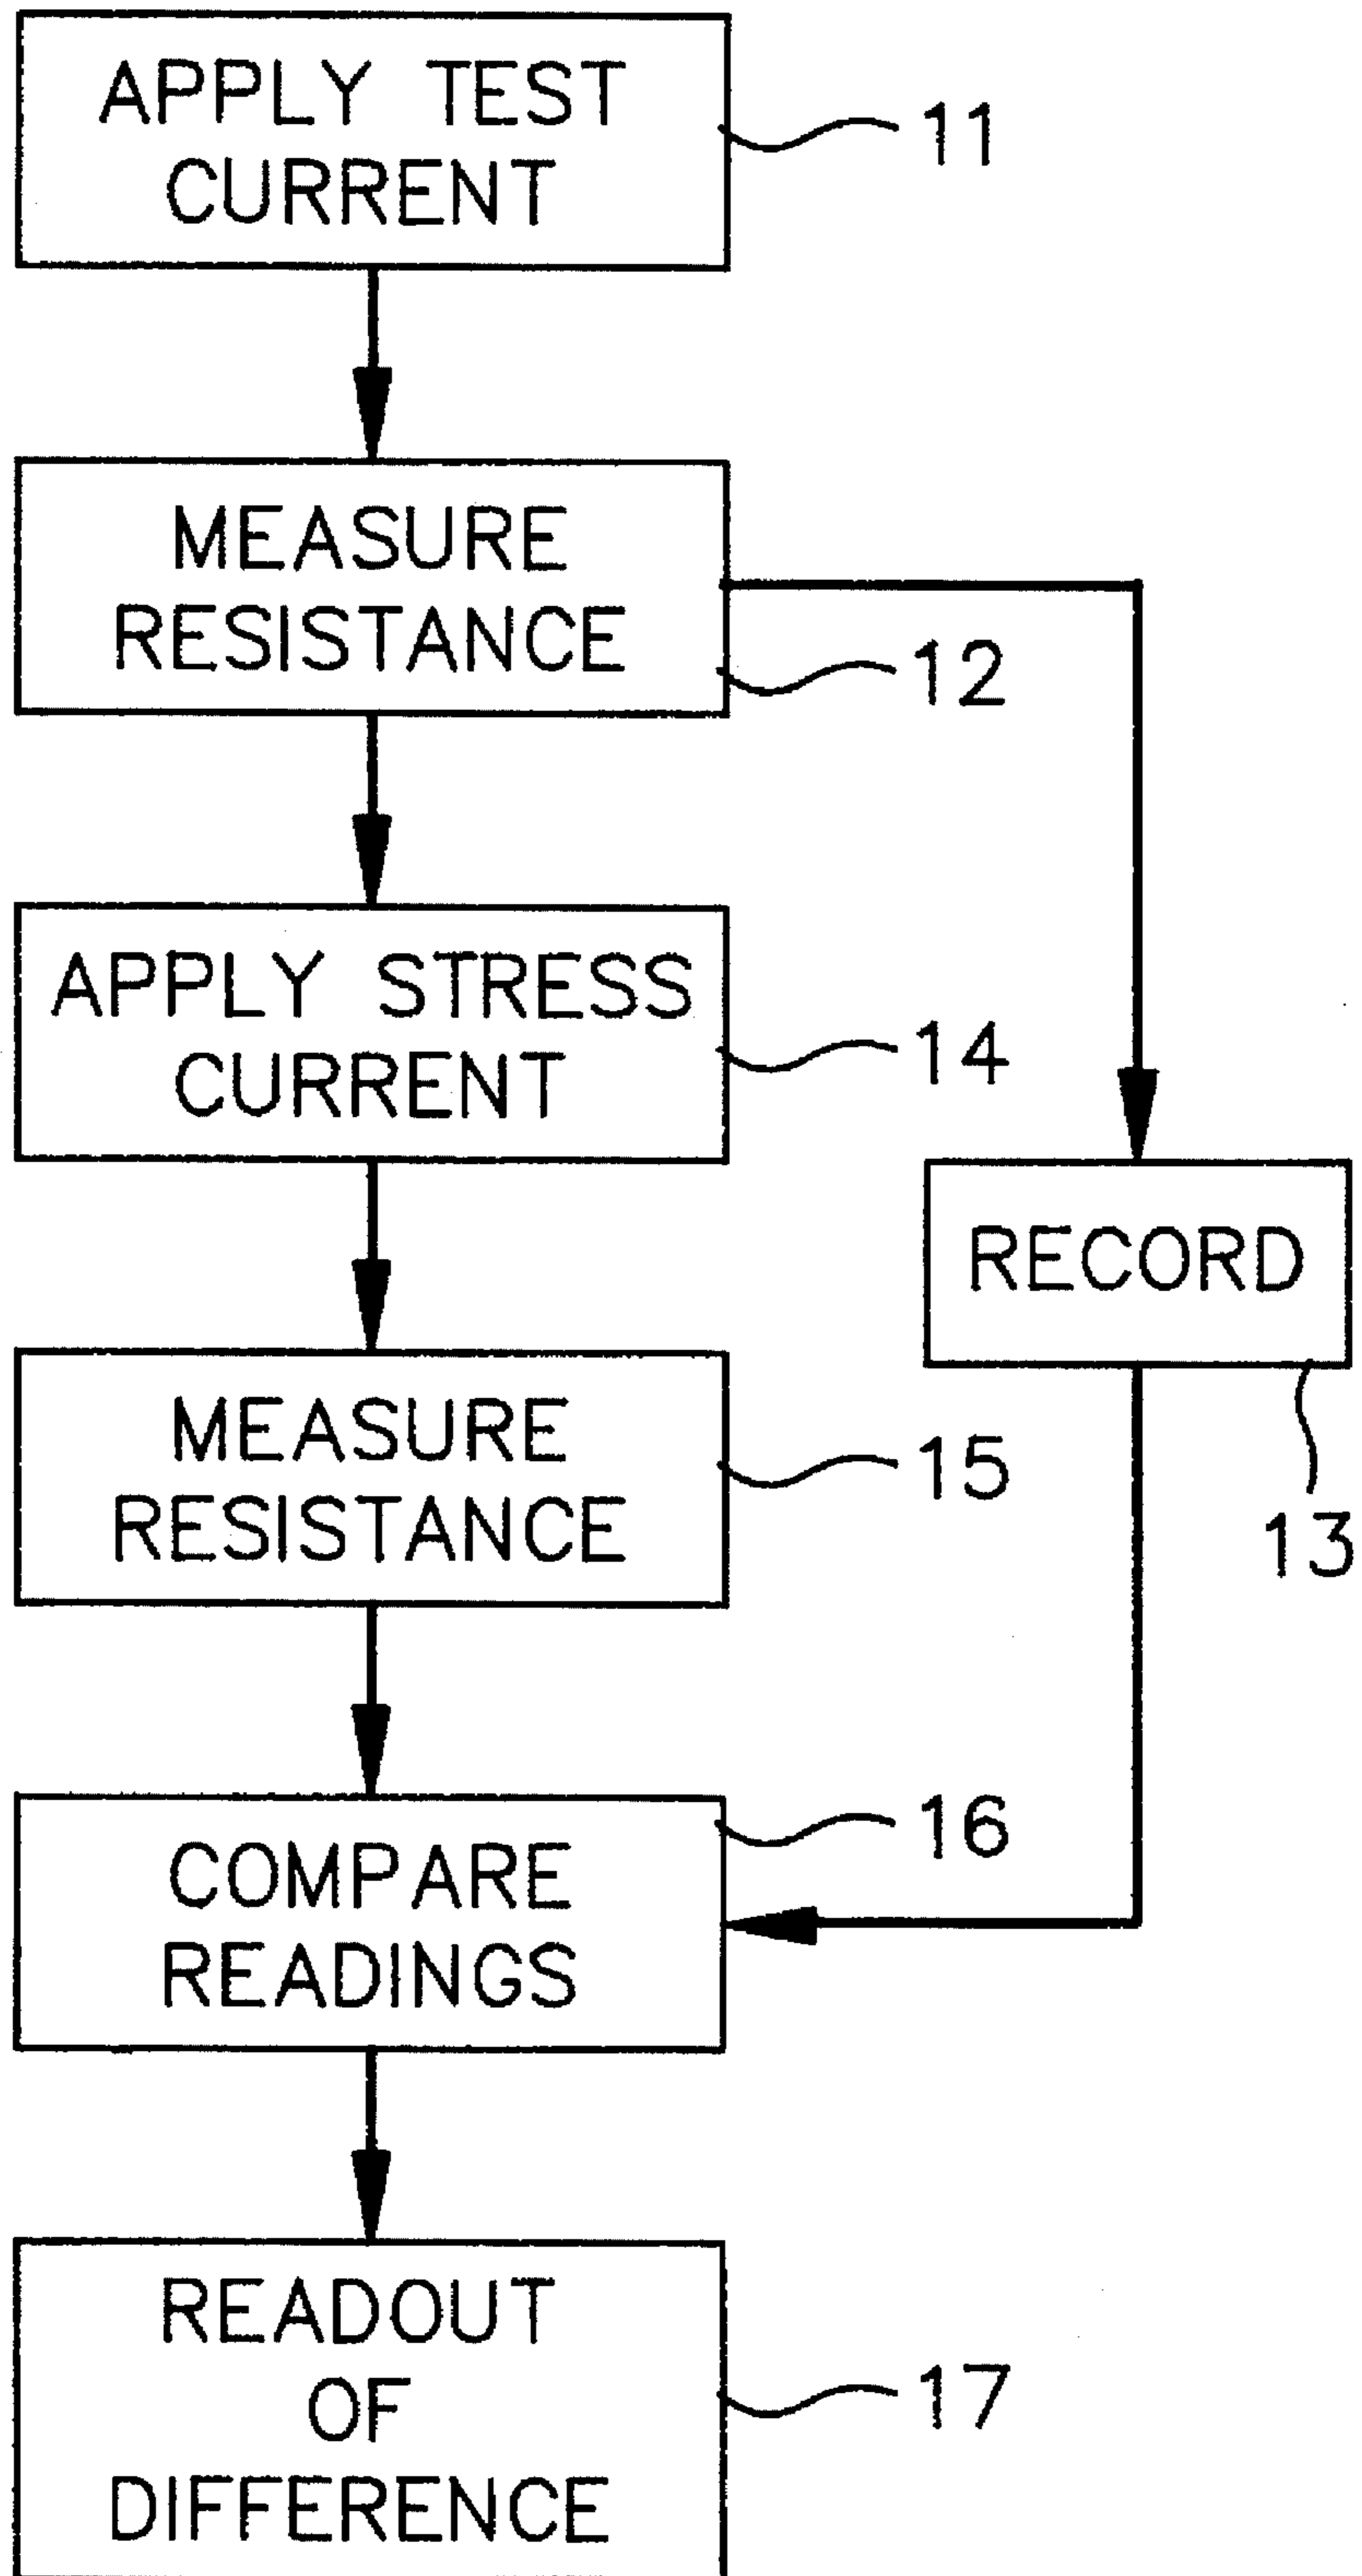 APPLY TEST
CURRENT
11
MEASURE
RESISTANCE
12
APPLY STRESS
CURRENT
14
RECORD
13
MEASURE
RESISTANCE
15
COMPARE
READINGS
16
READOUT
OF
DIFFERENCE
17